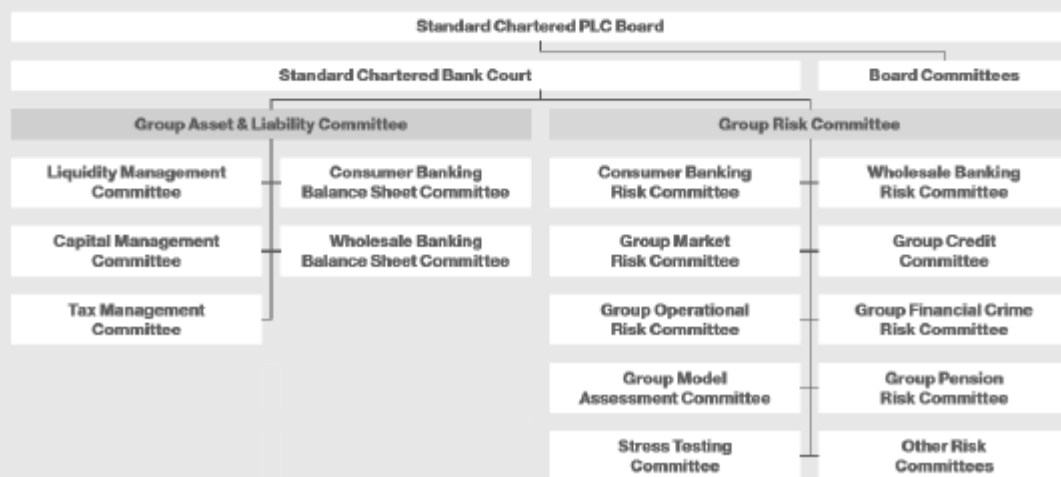 Standard Chartered PLC Board
Standard Chartered Bank Court
Board Committees
Group Asset & Liability Committee
Group Risk Committee
Liquidity Management
Committee
Consumer Banking
Balance Sheet Committee
Capital Management
Committee
Wholesale Banking
Balance Sheet Committee
Tax Management
Committee
Consumer Banking
Risk Committee
Wholesale Banking
Risk Committee
Group Market
Risk Committee
Group Credit
Committee
Group Operational
Risk Committee
Group Financial Crime
Risk Committee
Group Model
Assessment Committee
Group Pension
Risk Committee
Stress Testing
Committee
Other Risk
Committees